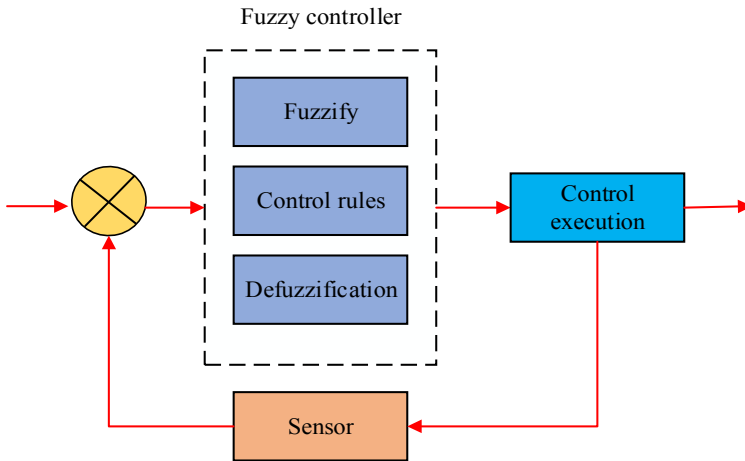 Fuzzy controller
Fuzzify
Control rules
Defuzzification
Control
execution
Sensor